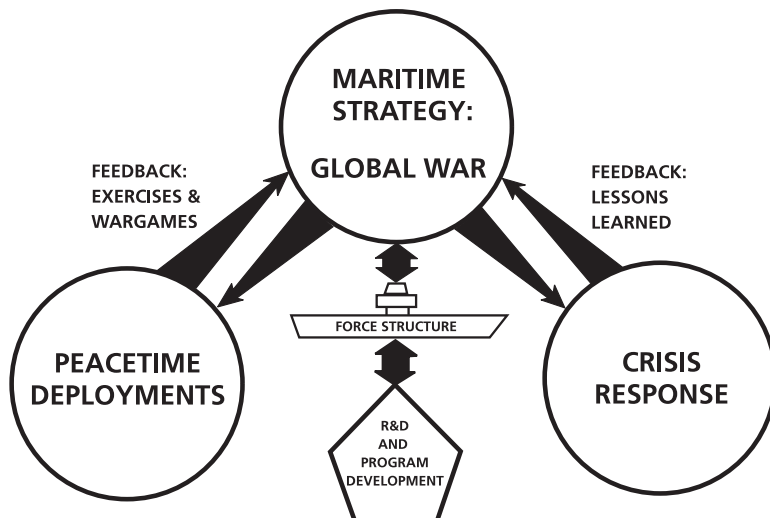 MARITIME
STRATEGY:
GLOBAL WAR
FEEDBACK:
EXERCISES &
WARGAMES
FEEDBACK:
LESSONS
LEARNED
FORCE STRUCTURE
PEACETIME
DEPLOYMENTS
CRISIS
RESPONSE
R&D
AND
PROGRAM
DEVELOPMENT